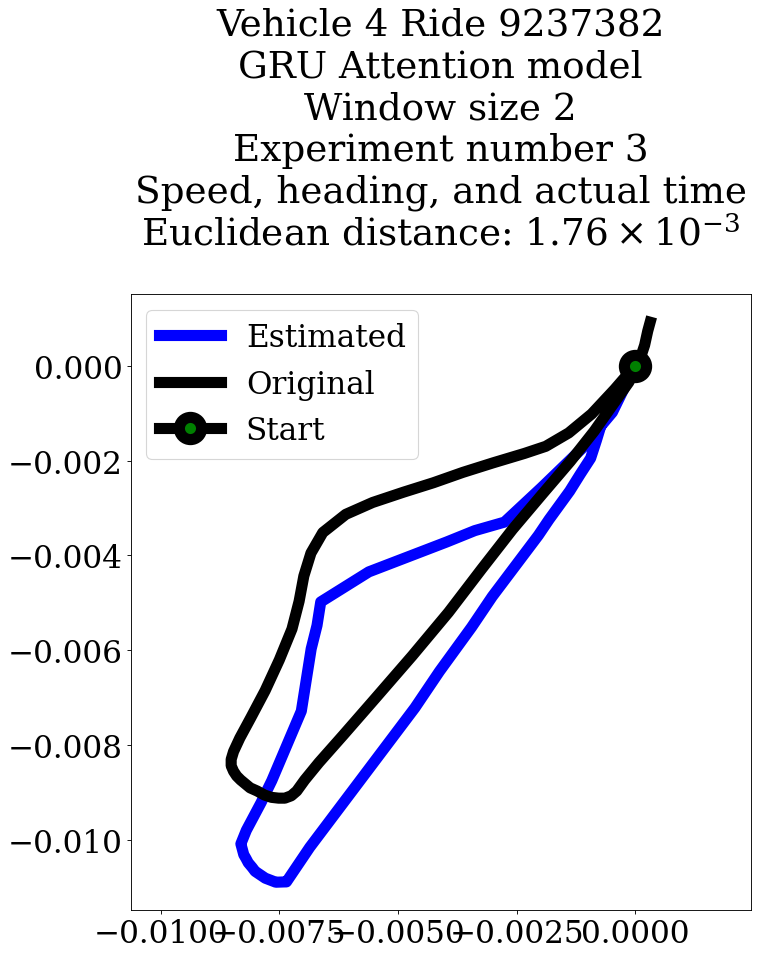 Vehicle 4 Ride 9237382
GRU Attention model
Window size 2
Experiment number 3
Speed, heading, and actual time
Euclidean distance: 1.76 × 10⁻³
Estimated
Original
Start
0.000
−0.002
−0.004
−0.006
−0.008
−0.010
−0.0100 −0.0075 −0.0050 −0.0025 0.0000